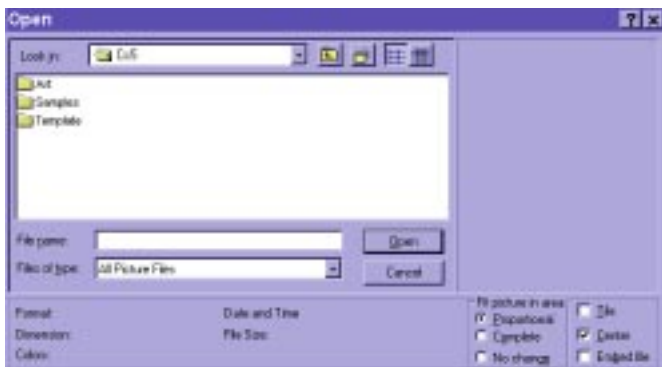 Open
Look in: Cu5
Art
Samples
Template
File name: Open
Files of type: All Picture Files Cancel
Format: Date and Time
Dimension: File Size:
Colors:
Fit picture in area
Proportional
Complete
No change
Tile
Center
Embed file